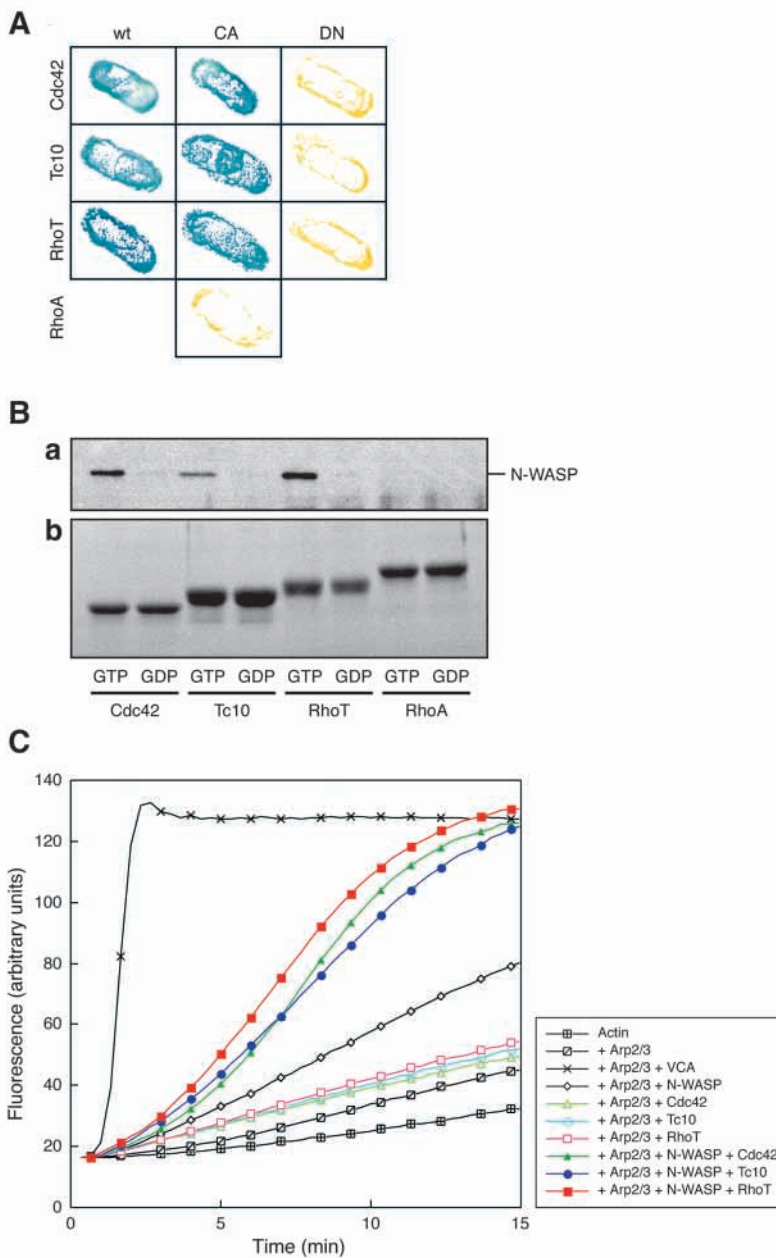 A
wt CA DN
Cdc42
Tc10
RhoT
RhoA
B
a
N-WASP
b
GTP GDP GTP GDP GTP GDP GTP GDP
Cdc42 Tc10 RhoT RhoA
C
Fluorescence (arbitrary units)
140
120
100
80
60
40
20
0
0 5 10 15
Time (min)
Actin
+ Arp2/3
+ Arp2/3 + VCA
+ Arp2/3 + N-WASP
+ Arp2/3 + Cdc42
+ Arp2/3 + Tc10
+ Arp2/3 + RhoT
+ Arp2/3 + N-WASP + Cdc42
+ Arp2/3 + N-WASP + Tc10
+ Arp2/3 + N-WASP + RhoT